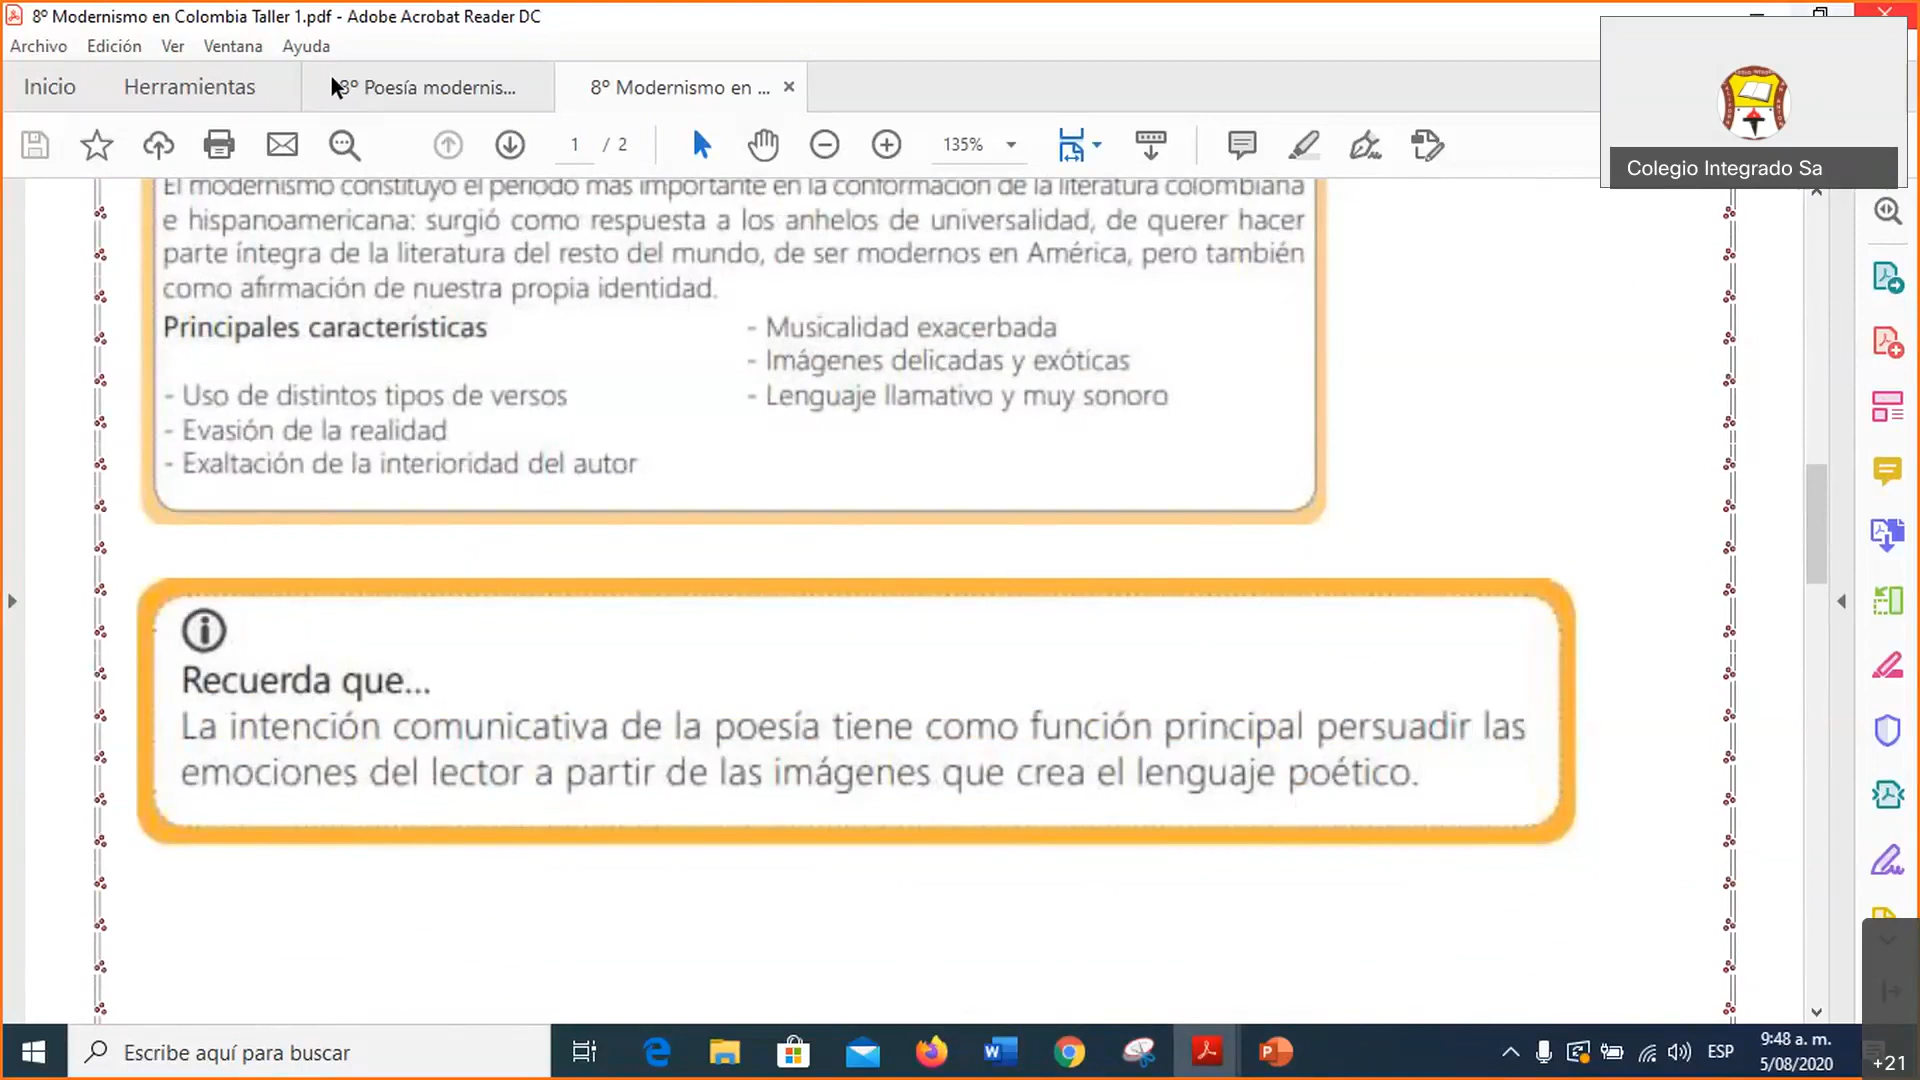 8º Modernismo en Colombia Taller 1.pdf - Adobe Acrobat Reader DC
Archivo Edición Ver Ventana Ayuda
Inicio Herramientas 8º Poesía modernis... 8º Modernismo en ...
1 / 2 135%
Colegio Integrado Sa
El modernismo constituyó el periodo más importante en la conformación de la literatura colombiana
e hispanoamericana: surgió como respuesta a los anhelos de universalidad, de querer hacer
parte íntegra de la literatura del resto del mundo, de ser modernos en América, pero también
como afirmación de nuestra propia identidad.
Principales características
- Uso de distintos tipos de versos
- Evasión de la realidad
- Exaltación de la interioridad del autor
- Musicalidad exacerbada
- Imágenes delicadas y exóticas
- Lenguaje llamativo y muy sonoro
Recuerda que...
La intención comunicativa de la poesía tiene como función principal persuadir las
emociones del lector a partir de las imágenes que crea el lenguaje poético.
Escribe aquí para buscar
ESP
9:48 a. m.
5/08/2020
+21